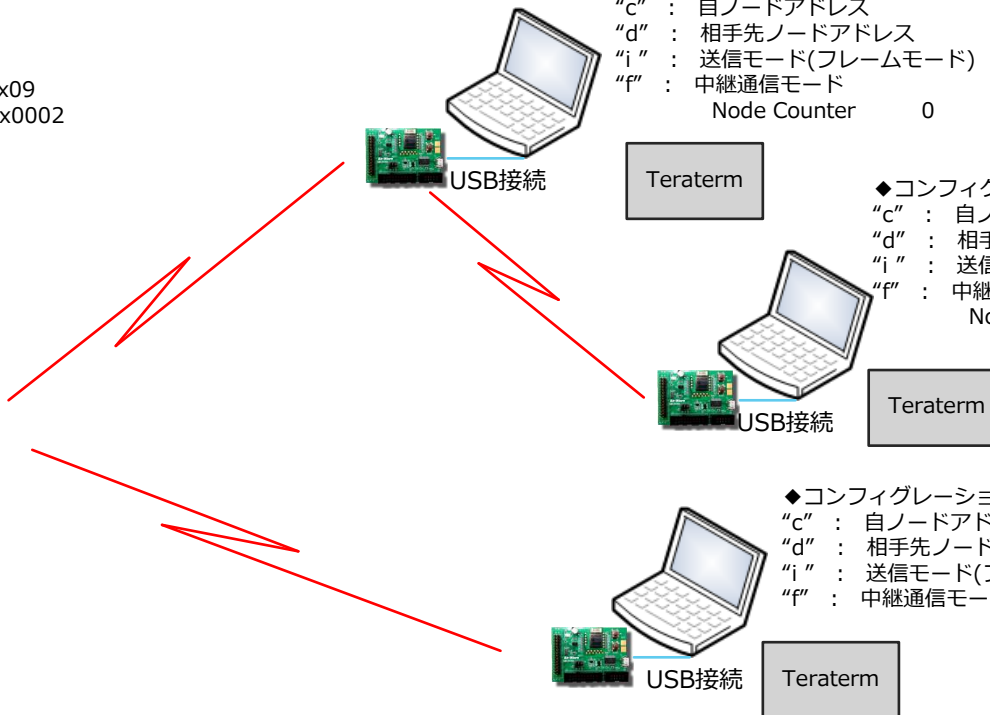 “c” : 自ノードアドレス
“d” : 相手先ノードアドレス
“i ” : 送信モード(フレームモード)
“f” : 中継通信モード
Node Counter 0
x09
x0002
USB接続
Teraterm
◆コンフィグ
“c” : 自ノ
“d” : 相手
“i ” : 送信
“f” : 中継
No
USB接続
Teraterm
◆コンフィグレーショ
“c” : 自ノードアド
“d” : 相手先ノード
“i ” : 送信モード(フ
“f” : 中継通信モー
USB接続
Teraterm